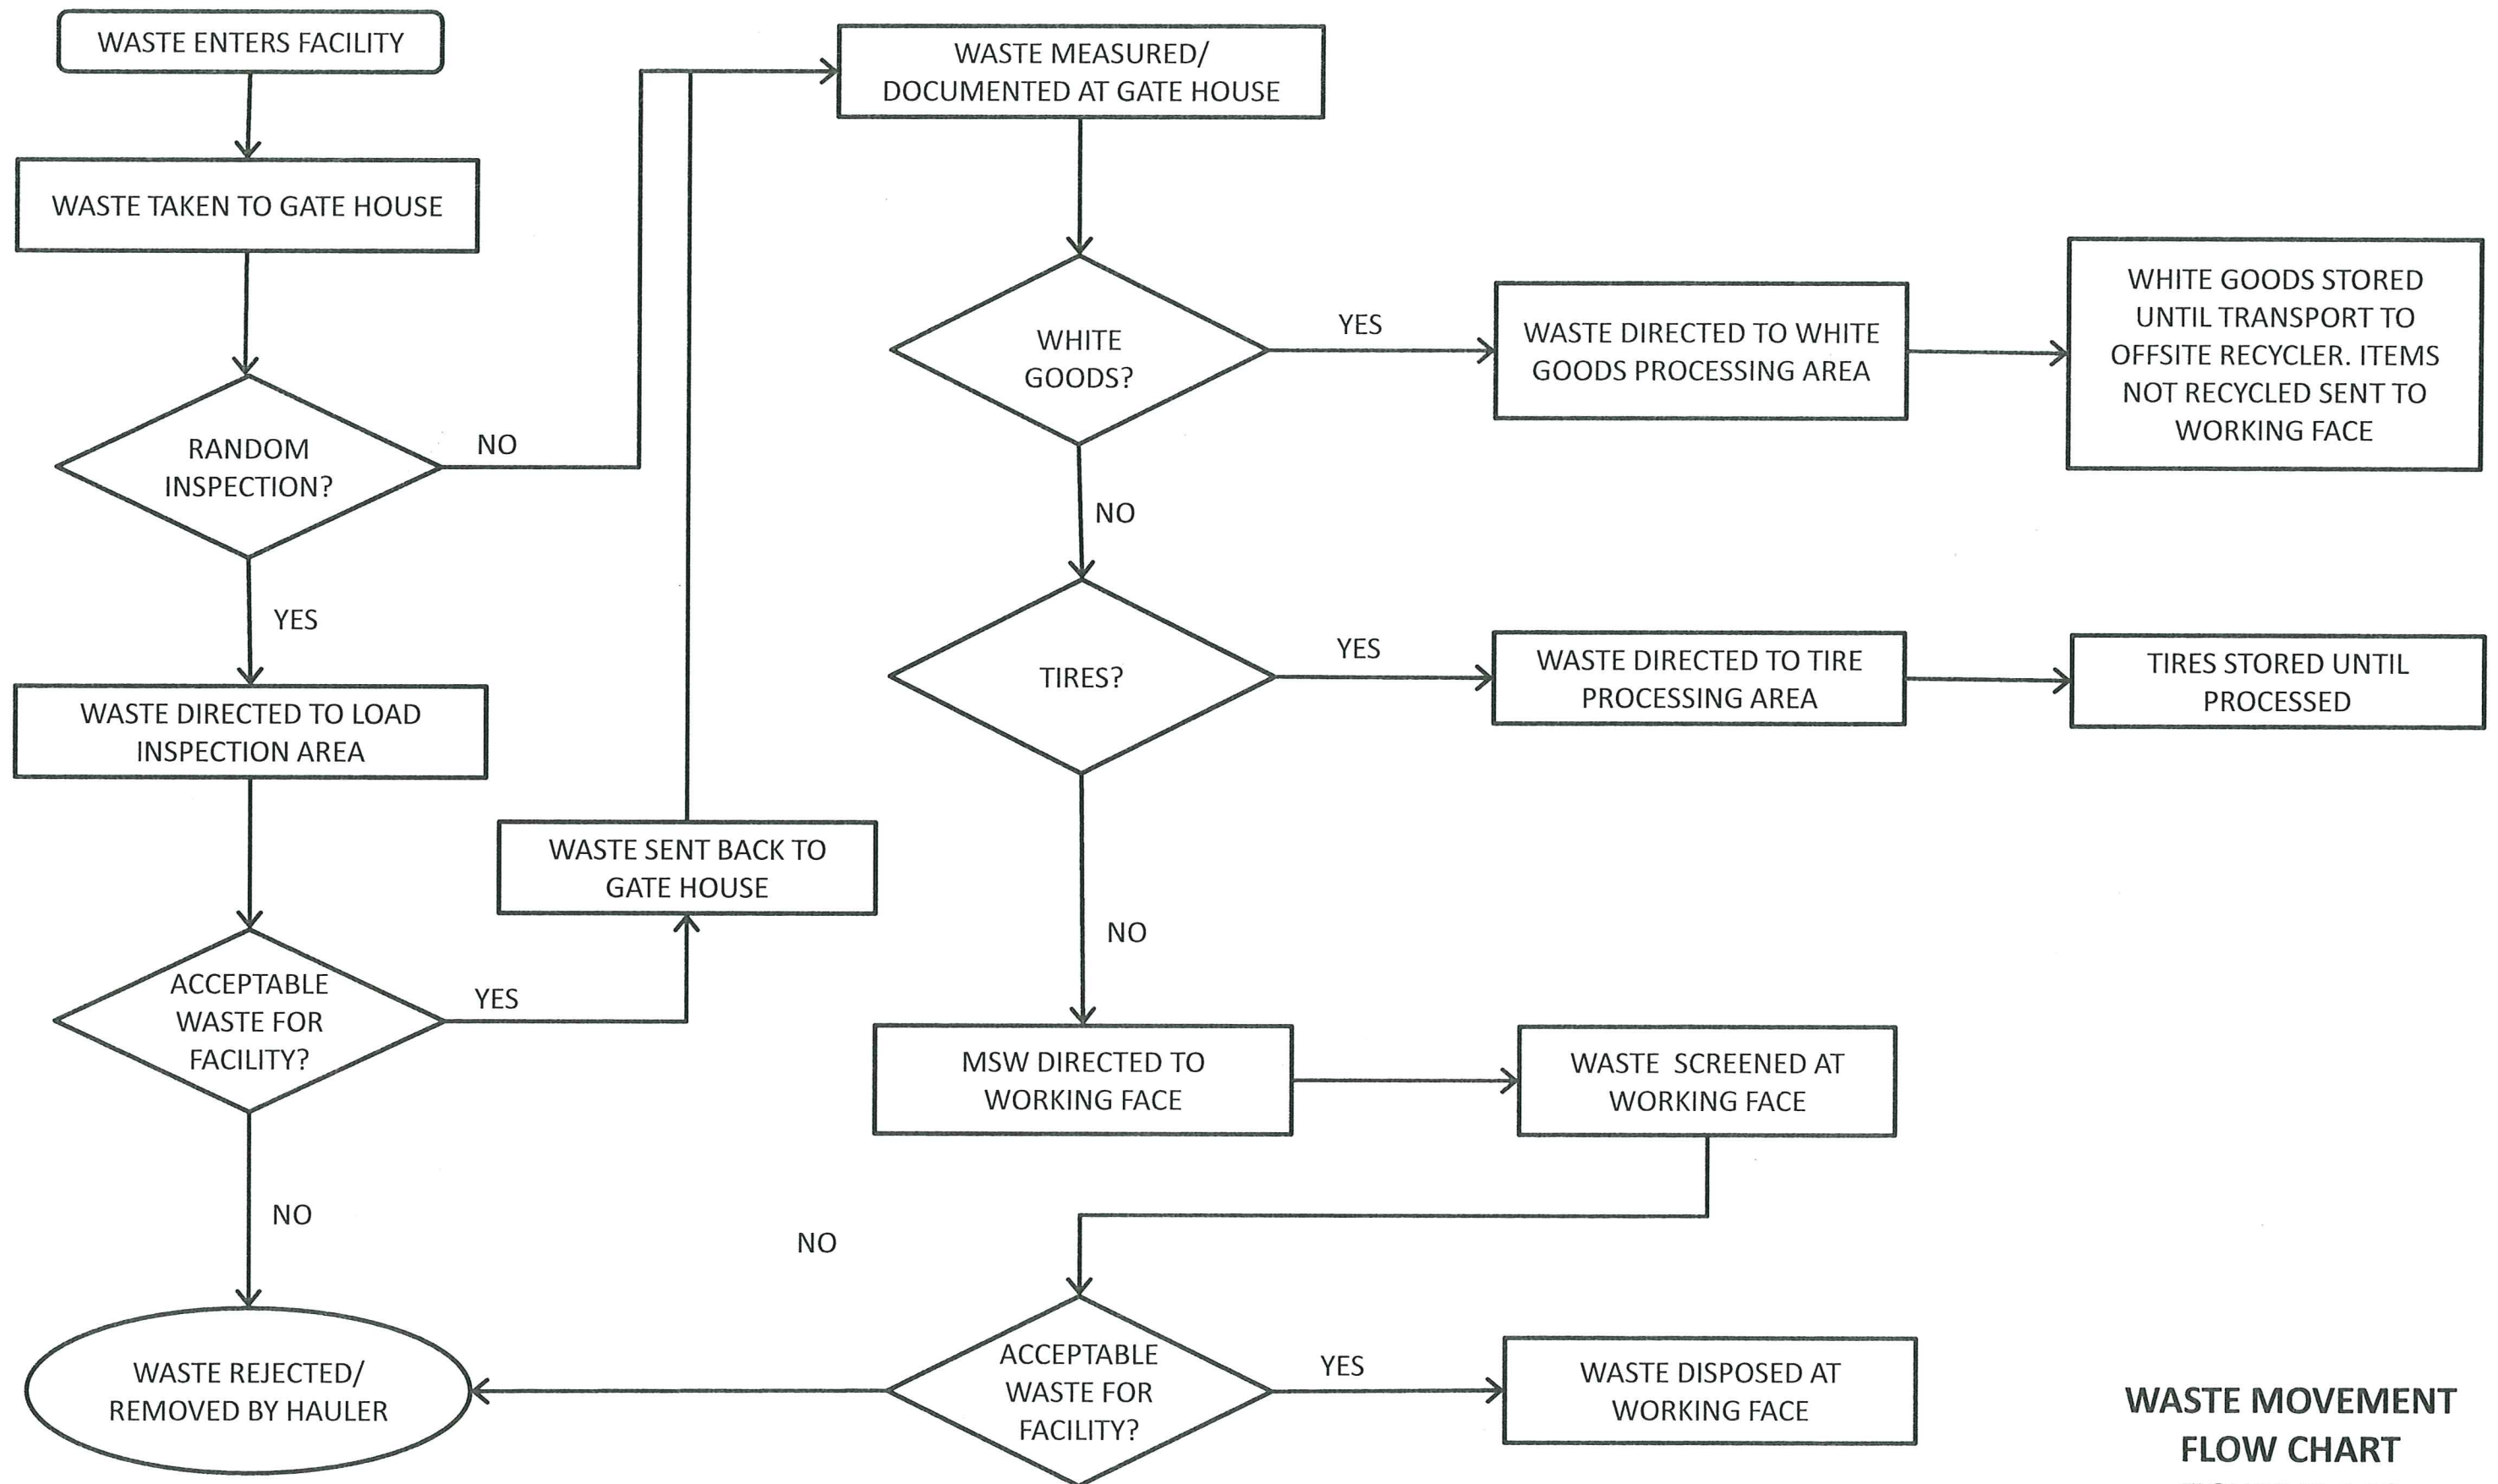 WASTE ENTERS FACILITY
WASTE TAKEN TO GATE HOUSE
RANDOM
INSPECTION?
NO
YES
WASTE DIRECTED TO LOAD
INSPECTION AREA
ACCEPTABLE
WASTE FOR
FACILITY?
YES
NO
WASTE SENT BACK TO
GATE HOUSE
WASTE REJECTED/
REMOVED BY HAULER
WASTE MEASURED/
DOCUMENTED AT GATE HOUSE
WHITE
GOODS?
YES
WASTE DIRECTED TO WHITE
GOODS PROCESSING AREA
WHITE GOODS STORED
UNTIL TRANSPORT TO
OFFSITE RECYCLER. ITEMS
NOT RECYCLED SENT TO
WORKING FACE
NO
TIRES?
YES
WASTE DIRECTED TO TIRE
PROCESSING AREA
TIRES STORED UNTIL
PROCESSED
NO
MSW DIRECTED TO
WORKING FACE
WASTE SCREENED AT
WORKING FACE
NO
ACCEPTABLE
WASTE FOR
FACILITY?
YES
WASTE DISPOSED AT
WORKING FACE
WASTE MOVEMENT
FLOW CHART